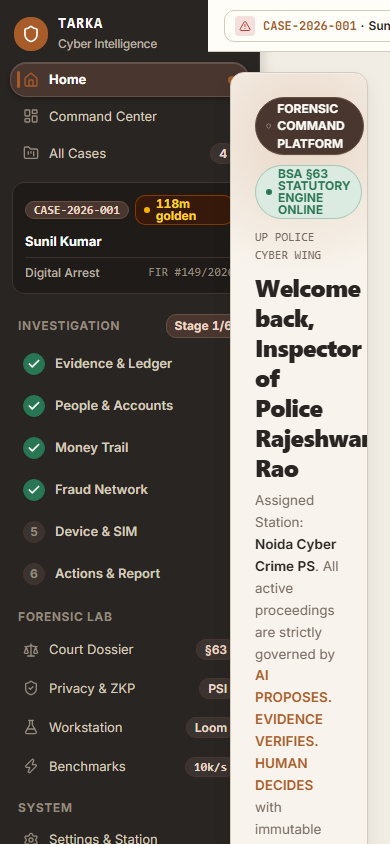 TARKA
Cyber Intelligence
Home
Command Center
All Cases
4
CASE-2026-001
118m
golden
Sunil Kumar
Digital Arrest
FIR #149/2026
INVESTIGATION
Stage 1/6
Evidence & Ledger
People & Accounts
Money Trail
Fraud Network
5 Device & SIM
6 Actions & Report
FORENSIC LAB
Court Dossier
§63
Privacy & ZKP
PSI
Workstation
Loom
Benchmarks
10k/s
SYSTEM
Settings & Station
CASE-2026-001 · Sun
FORENSIC
COMMAND
PLATFORM
BSA §63
STATUTORY
ENGINE
ONLINE
UP POLICE
CYBER WING
Welcome
back,
Inspector
of
Police
Rajeshwar
Rao
Assigned
Station:
Noida Cyber
Crime PS. All
active
proceedings
are strictly
governed by
AI
PROPOSES.
EVIDENCE
VERIFIES.
HUMAN
DECIDES
with
immutable